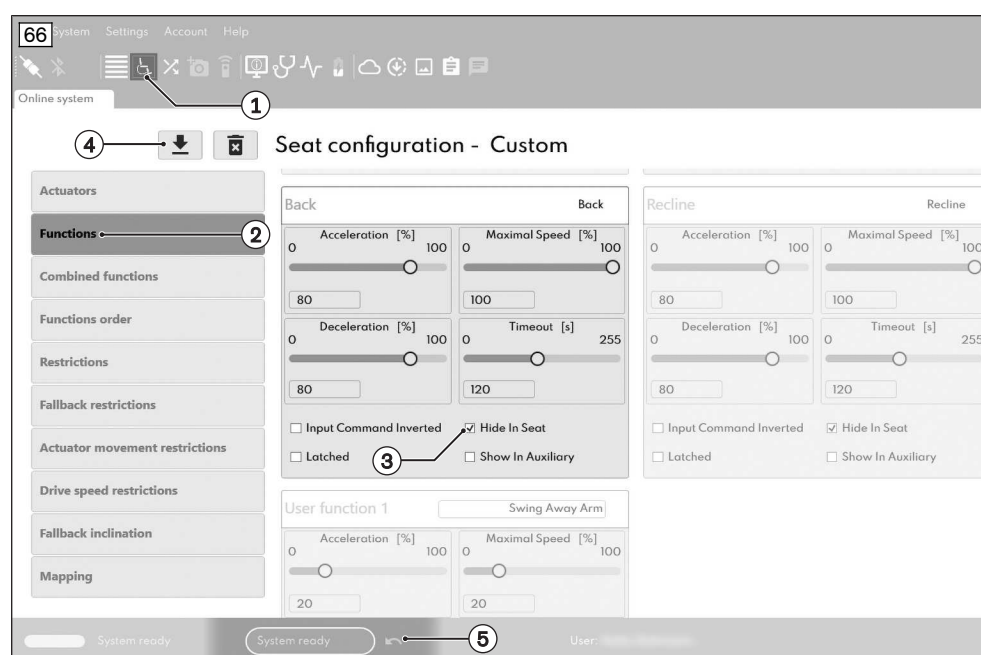 66 System Settings Account Help
1
Online system
4
Seat configuration - Custom
Actuators
Functions 2
Combined functions
Functions order
Restrictions
Fallback restrictions
Actuator movement restrictions
Drive speed restrictions
Fallback inclination
Mapping
Back Back
Acceleration [%]
0 100
80
Maximal Speed [%]
0 100
100
Deceleration [%]
0 100
80
Timeout [s]
0 255
120
Input Command Inverted
Hide In Seat
3
Latched
Show In Auxiliary
Recline Recline
Acceleration [%]
0 100
80
Maximal Speed [%]
0 100
100
Deceleration [%]
0 100
80
Timeout [s]
0 255
120
Input Command Inverted
Hide In Seat
Latched
Show In Auxiliary
User function 1 Swing Away Arm
Acceleration [%]
0 100
20
Maximal Speed [%]
0 100
20
System ready
System ready
5
User: